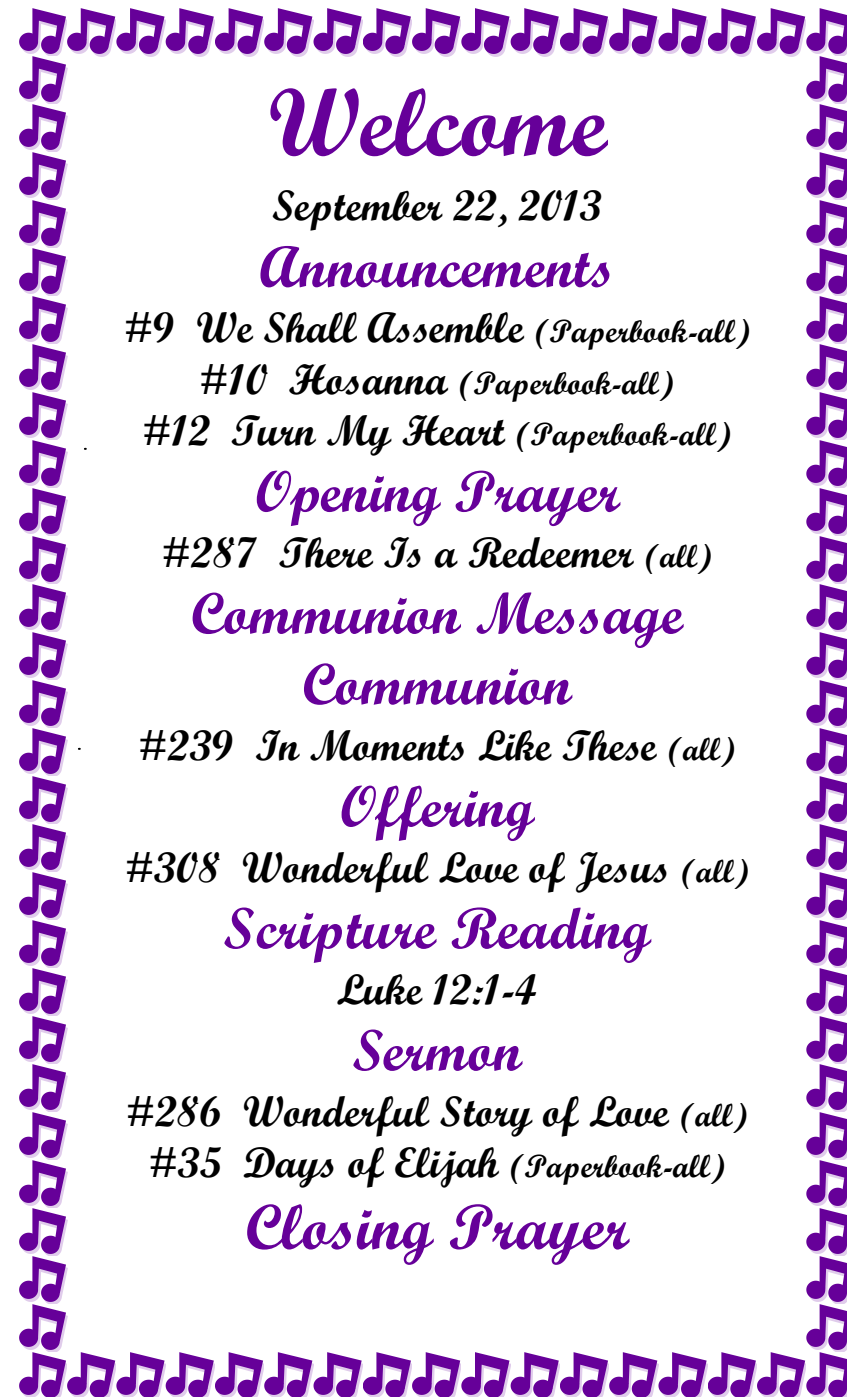 Welcome
September 22, 2013
Announcements
#9 We Shall Assemble (Paperbook-all)
#10 Hosanna (Paperbook-all)
#12 Turn My Heart (Paperbook-all)
Opening Prayer
#287 There Is a Redeemer (all)
Communion Message
Communion
#239 In Moments Like These (all)
Offering
#308 Wonderful Love of Jesus (all)
Scripture Reading
Luke 12:1-4
Sermon
#286 Wonderful Story of Love (all)
#35 Days of Elijah (Paperbook-all)
Closing Prayer